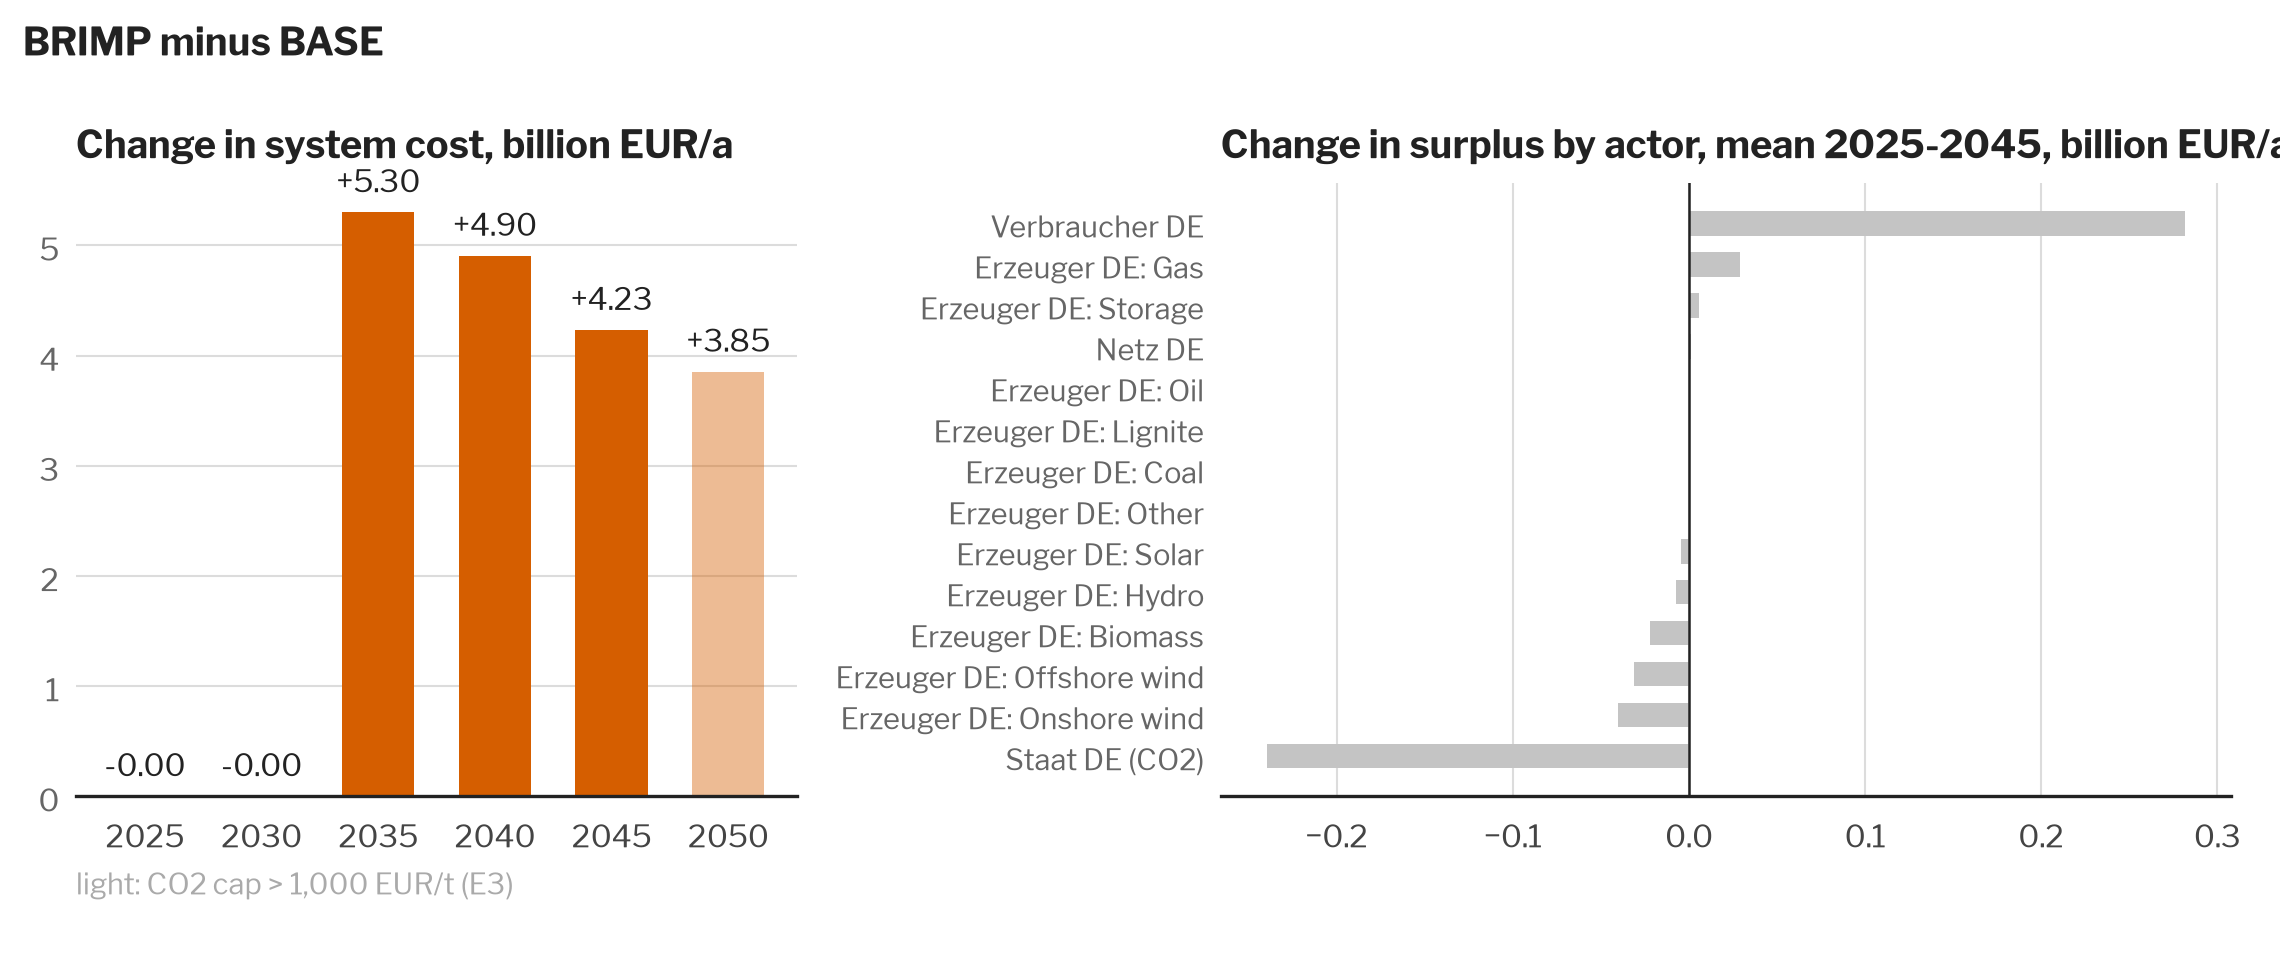 BRIMP minus BASE
Change in system cost, billion EUR/a
+5.30
+4.90
+4.23
+3.85
-0.00
-0.00
5
4
3
2
1
0
2025
2030
2035
2040
2045
2050
light: CO2 cap > 1,000 EUR/t (E3)
Change in surplus by actor, mean 2025-2045, billion EUR/a
Verbraucher DE
Erzeuger DE: Gas
Erzeuger DE: Storage
Netz DE
Erzeuger DE: Oil
Erzeuger DE: Lignite
Erzeuger DE: Coal
Erzeuger DE: Other
Erzeuger DE: Solar
Erzeuger DE: Hydro
Erzeuger DE: Biomass
Erzeuger DE: Offshore wind
Erzeuger DE: Onshore wind
Staat DE (CO2)
−0.2
−0.1
0.0
0.1
0.2
0.3